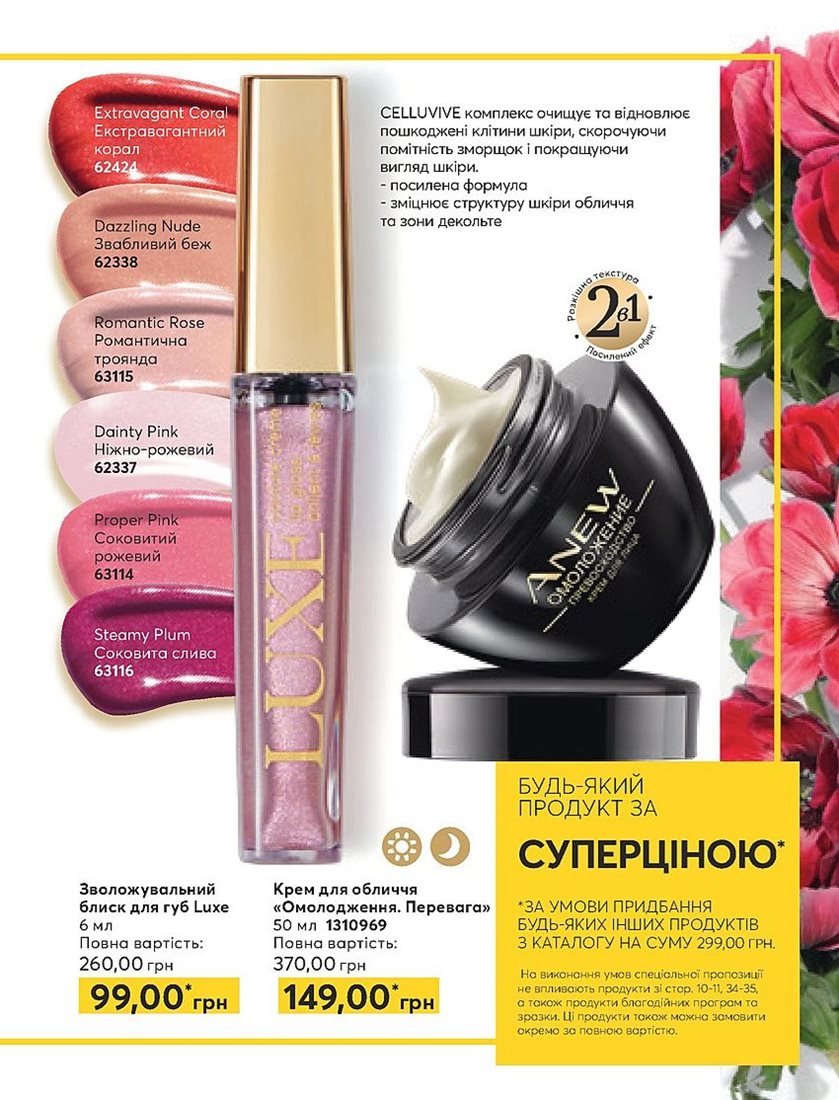 Extravagant Coral
Екстравагантний
корал
62424
Dazzling Nude
Звабливий беж
62338
Romantic Rose
Романтична
троянда
63115
Dainty Pink
Ніжно-рожевий
62337
Proper Pink
Соковитий
рожевий
63114
Steamy Plum
Соковита слива
63116
LUXE
CELLUVIVE комплекс очищує та відновлює
пошкоджені клітини шкіри, скорочуючи
помітність зморщок і покращуючи
вигляд шкіри.
- посилена формула
- зміцнює структуру шкіри обличчя
та зони декольте
Розкішна текстура
2в1
Посилений ефект
ANEW
ОМОЛОЖЕНИЕ
ПРЕВОСХОДСТВО
КРЕМ ДЛЯ ЛИЦА
Зволожувальний
блиск для губ Luxe
6 мл
Повна вартість:
260,00 грн
99,00*грн
Крем для обличчя
«Омолодження. Перевага»
50 мл 1310969
Повна вартість:
370,00 грн
149,00*грн
БУДЬ-ЯКИЙ
ПРОДУКТ ЗА
СУПЕРЦІНОЮ*
*ЗА УМОВИ ПРИДБАННЯ
БУДЬ-ЯКИХ ІНШИХ ПРОДУКТІВ
З КАТАЛОГУ НА СУМУ 299,00 ГРН.
На виконання умов спеціальної пропозиції
не впливають продукти зі стор. 10-11, 34-35,
а також продукти благодійних програм та
зразки. Ці продукти також можна замовити
окремо за повною вартістю.